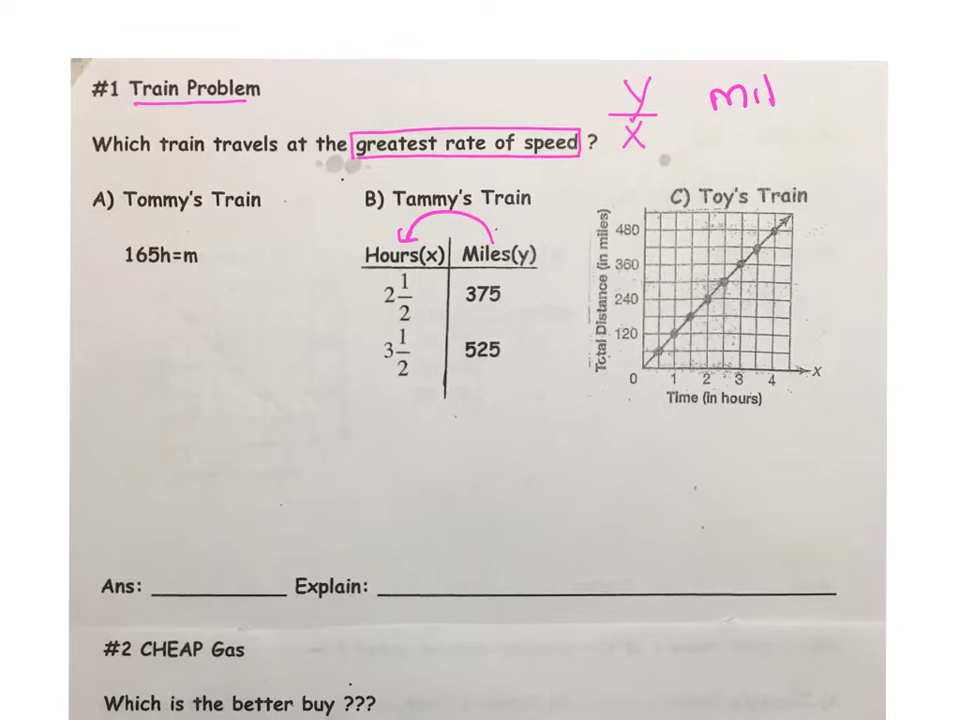 #1 Train Problem
y
x
mil
Which train travels at the greatest rate of speed ?
A) Tommy's Train
165h=m
B) Tammy's Train
Hours(x) Miles(y)
2 1/2 375
3 1/2 525
C) Toy's Train
Total Distance (in miles)
480
360
240
120
0 1 2 3 4 x
Time (in hours)
Ans: ____________ Explain: ____________
#2 CHEAP Gas
Which is the better buy ???